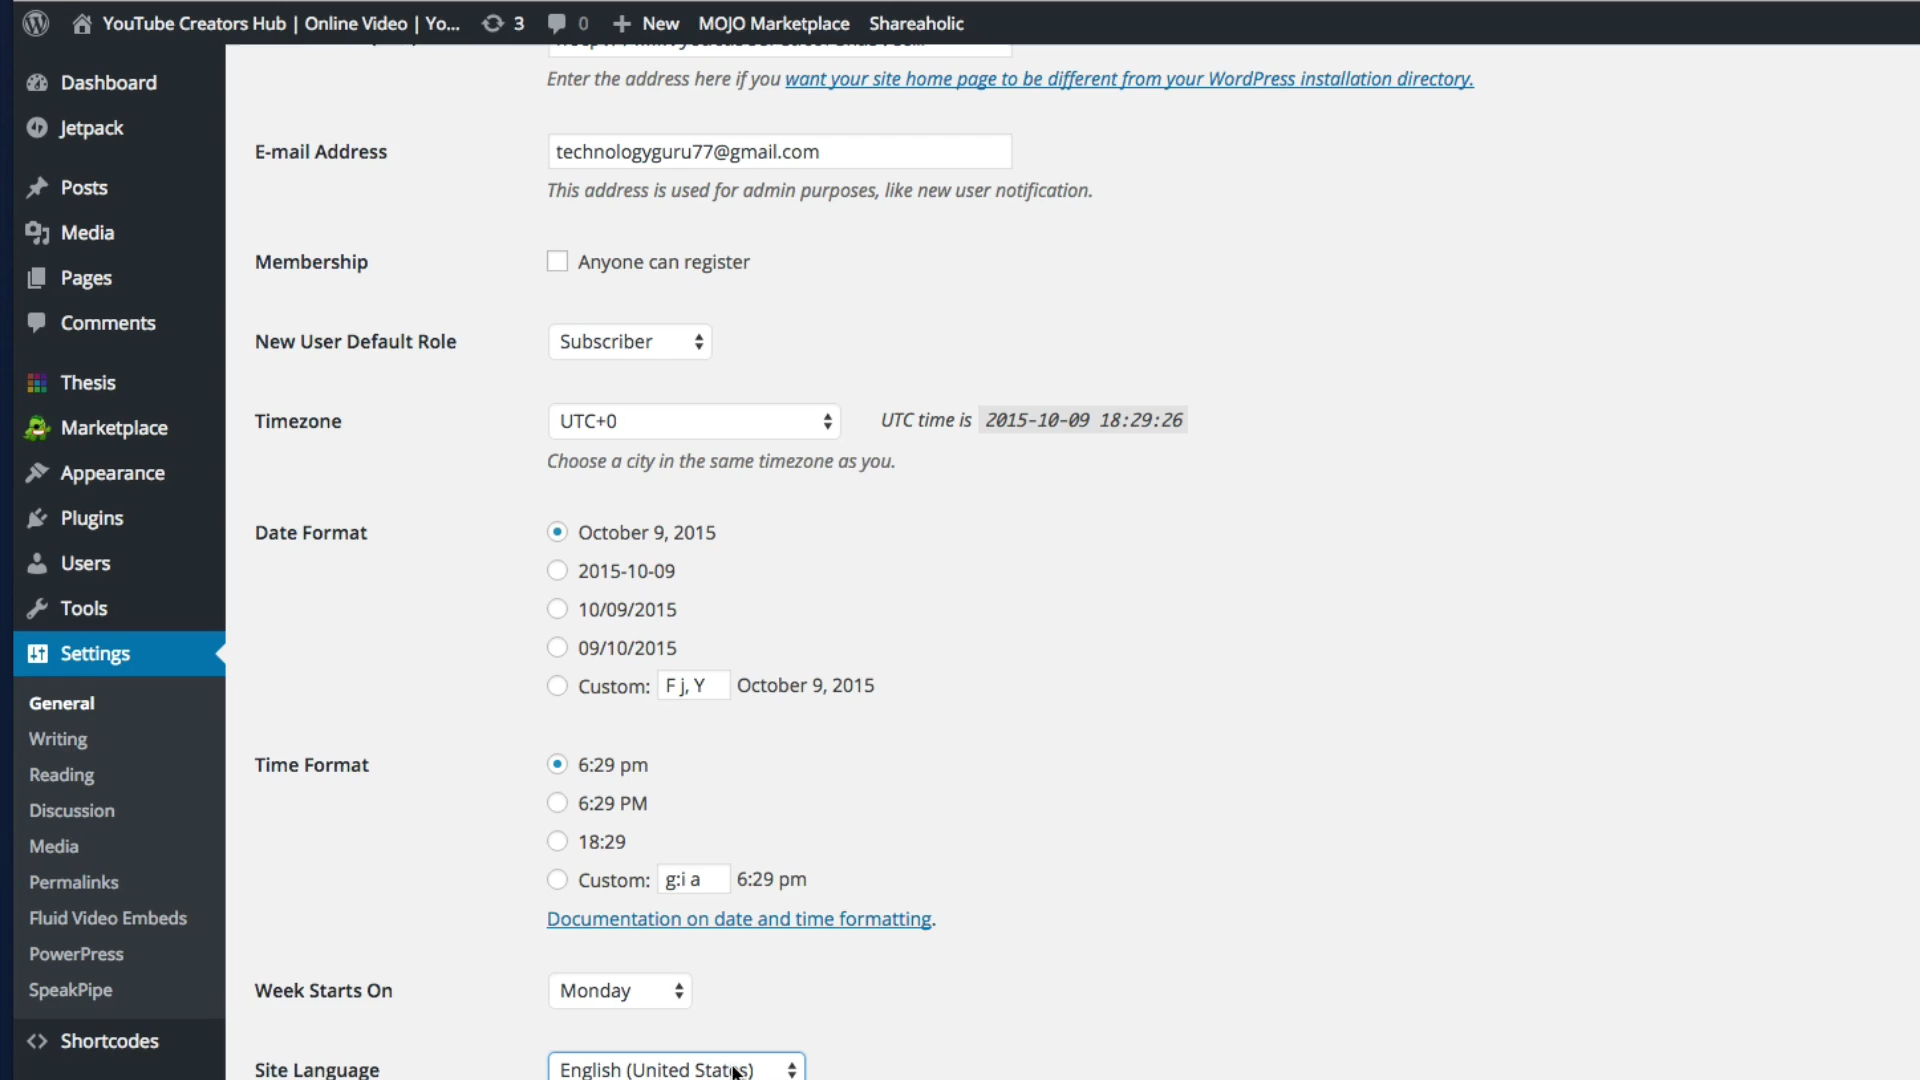 YouTube Creators Hub | Online Video | Yo... 3 0 New MOJO Marketplace Shareaholic
Enter the address here if you want your site home page to be different from your WordPress installation directory.
Dashboard
Jetpack
Posts
Media
Pages
Comments
Thesis
Marketplace
Appearance
Plugins
Users
Tools
Settings
General
Writing
Reading
Discussion
Media
Permalinks
Fluid Video Embeds
PowerPress
SpeakPipe
Shortcodes
E-mail Address technologyguru77@gmail.com
This address is used for admin purposes, like new user notification.
Membership Anyone can register
New User Default Role Subscriber
Timezone UTC+0 UTC time is 2015-10-09 18:29:26
Choose a city in the same timezone as you.
Date Format October 9, 2015
2015-10-09
10/09/2015
09/10/2015
Custom: F j, Y October 9, 2015
Time Format 6:29 pm
6:29 PM
18:29
Custom: g:i a 6:29 pm
Documentation on date and time formatting.
Week Starts On Monday
Site Language English (United States)